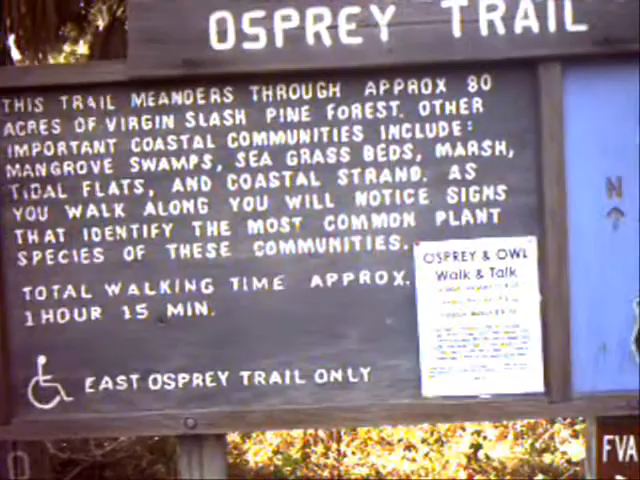 OSPREY TRAIL
THIS TRAIL MEANDERS THROUGH APPROX 80
ACRES OF VIRGIN SLASH PINE FOREST. OTHER
IMPORTANT COASTAL COMMUNITIES INCLUDE:
MANGROVE SWAMPS, SEA GRASS BEDS, MARSH,
TIDAL FLATS, AND COASTAL STRAND. AS
YOU WALK ALONG YOU WILL NOTICE SIGNS
THAT IDENTIFY THE MOST COMMON PLANT
SPECIES OF THESE COMMUNITIES.
TOTAL WALKING TIME APPROX.
1 HOUR 15 MIN.
EAST OSPREY TRAIL ONLY
OSPREY & OWL
Walk & Talk
N
FVA